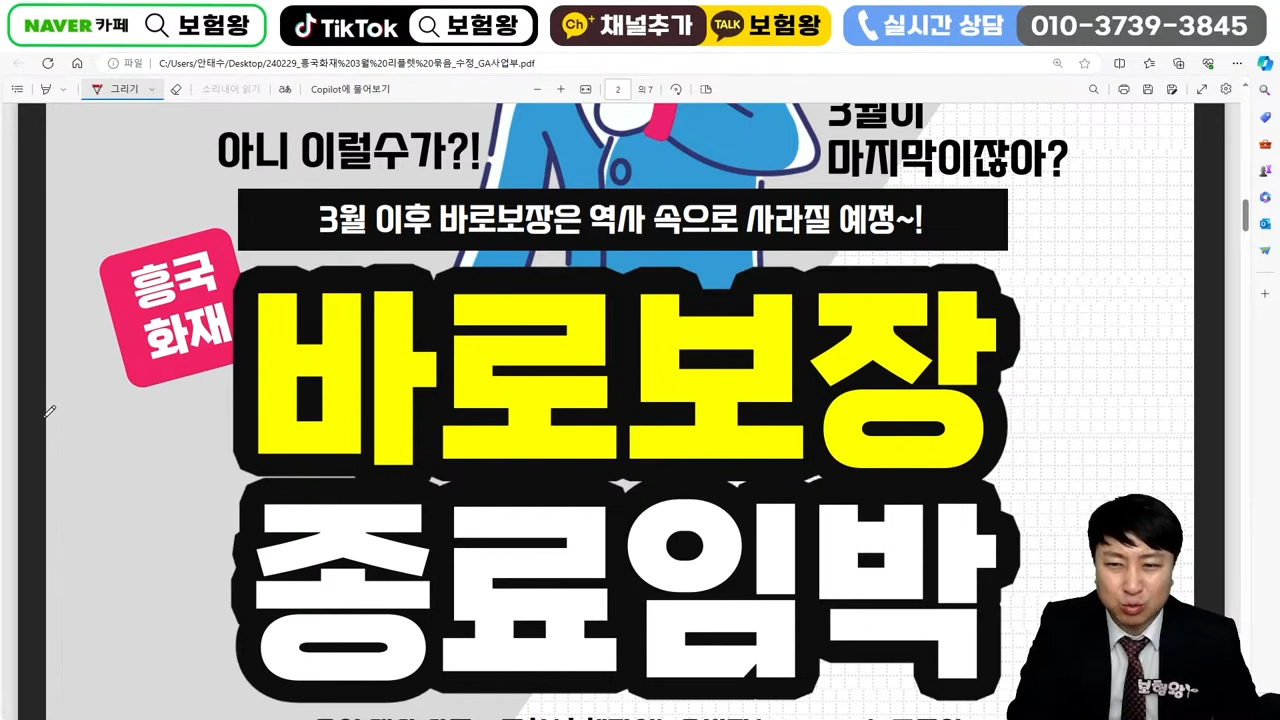 NAVER 카페 보험왕
TikTok 보험왕
Ch+ 채널추가 TALK 보험왕
실시간 상담 010-3739-3845
파일 C:/Users/안태수/Desktop/240229_흥국화재%203월%20리플렛%20묶음_수정_GA사업부.pdf
그리기 소리내어 읽기 Copilot에 물어보기 2 의 7
아니 이럴수가?!
3월이
마지막이잖아?
3월 이후 바로보장은 역사 속으로 사라질 예정~!
흥국
화재
바로보장
종료임박
보험왕